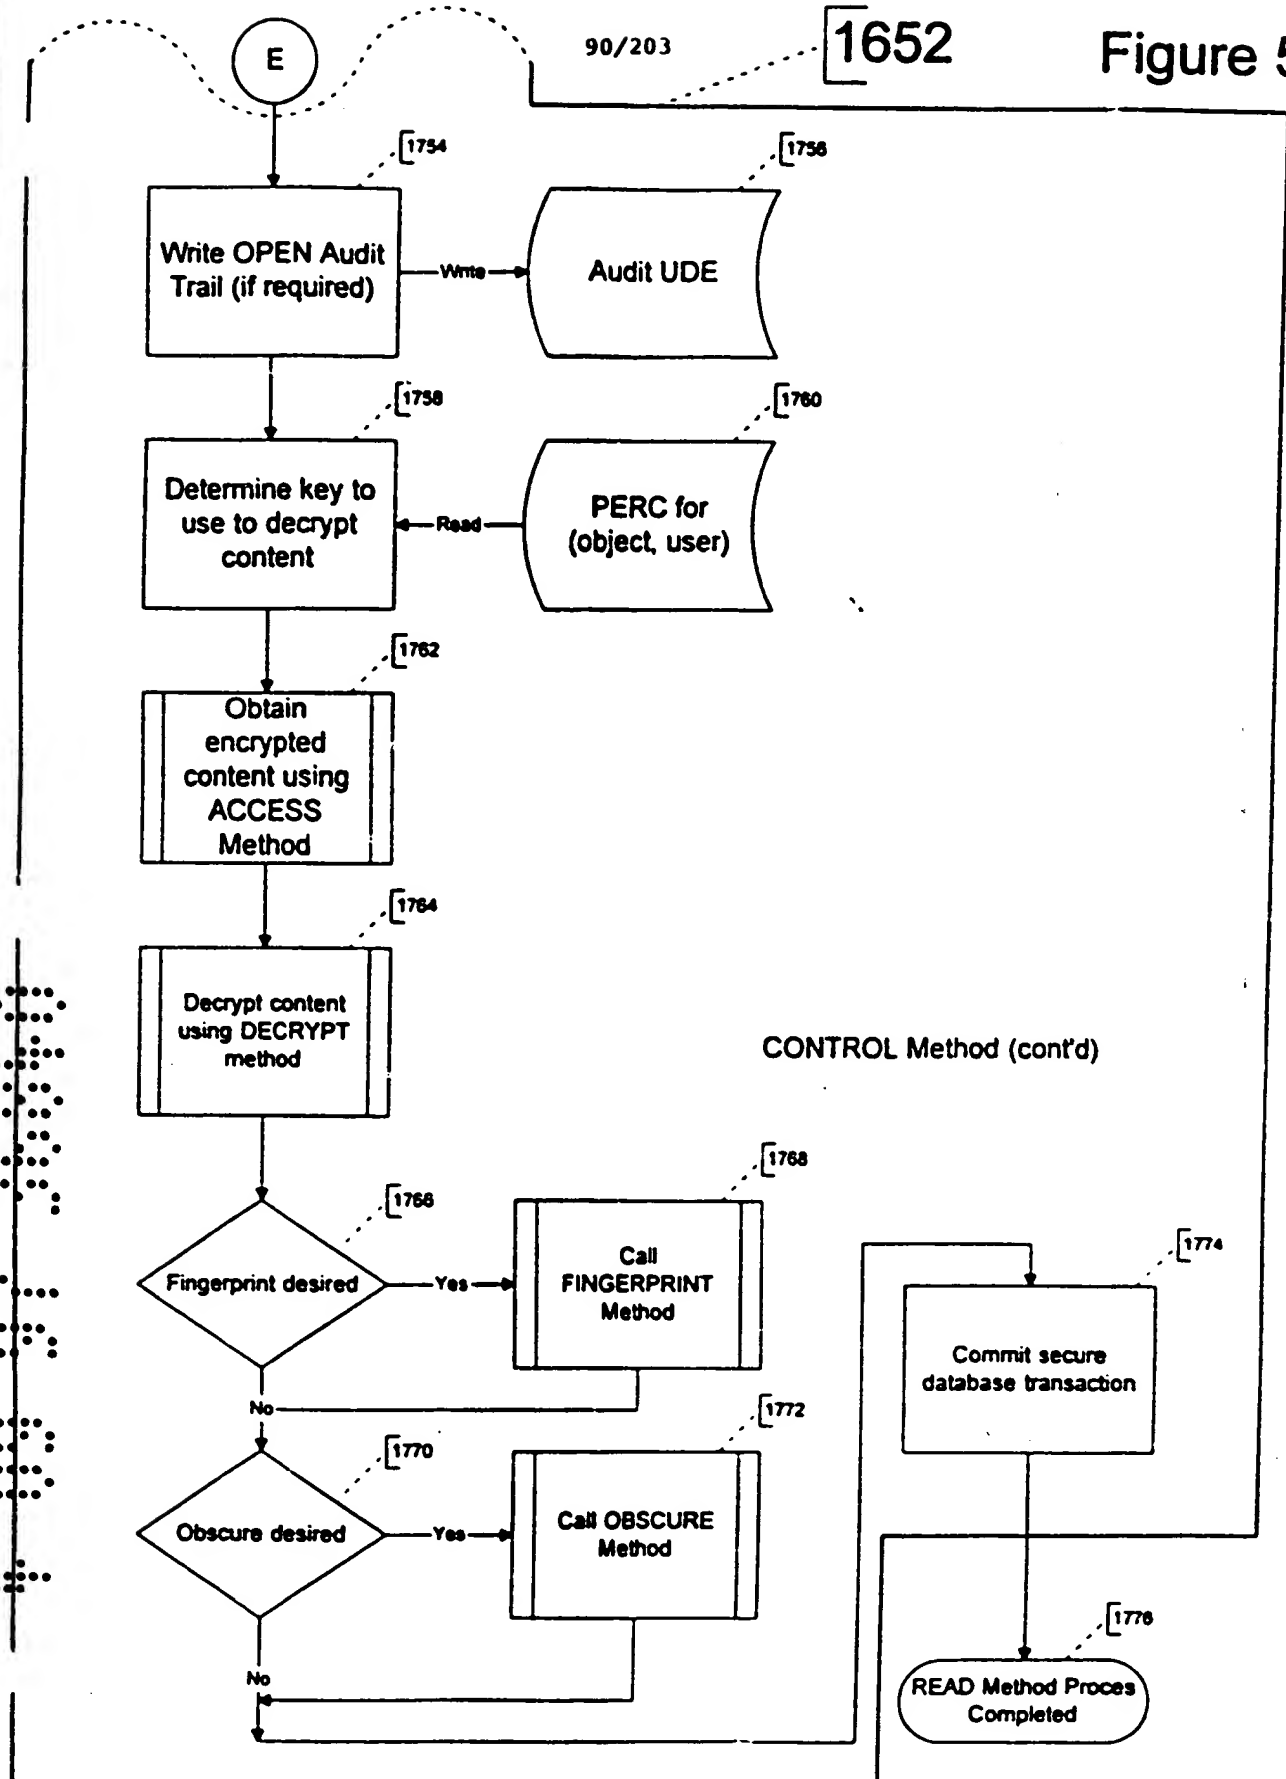 E
90/203
1652
Figure 5
1754
1756
Write OPEN Audit
Trail (if required)
Write
Audit UDE
1758
1760
Determine key to
use to decrypt
content
Read
PERC for
(object, user)
1762
Obtain
encrypted
content using
ACCESS
Method
1764
Decrypt content
using DECRYPT
method
CONTROL Method (cont'd)
1766
1768
Fingerprint desired
Yes
Call
FINGERPRINT
Method
No
1774
Commit secure
database transaction
1770
1772
Obscure desired
Yes
Call OBSCURE
Method
No
1776
READ Method Proces
Completed